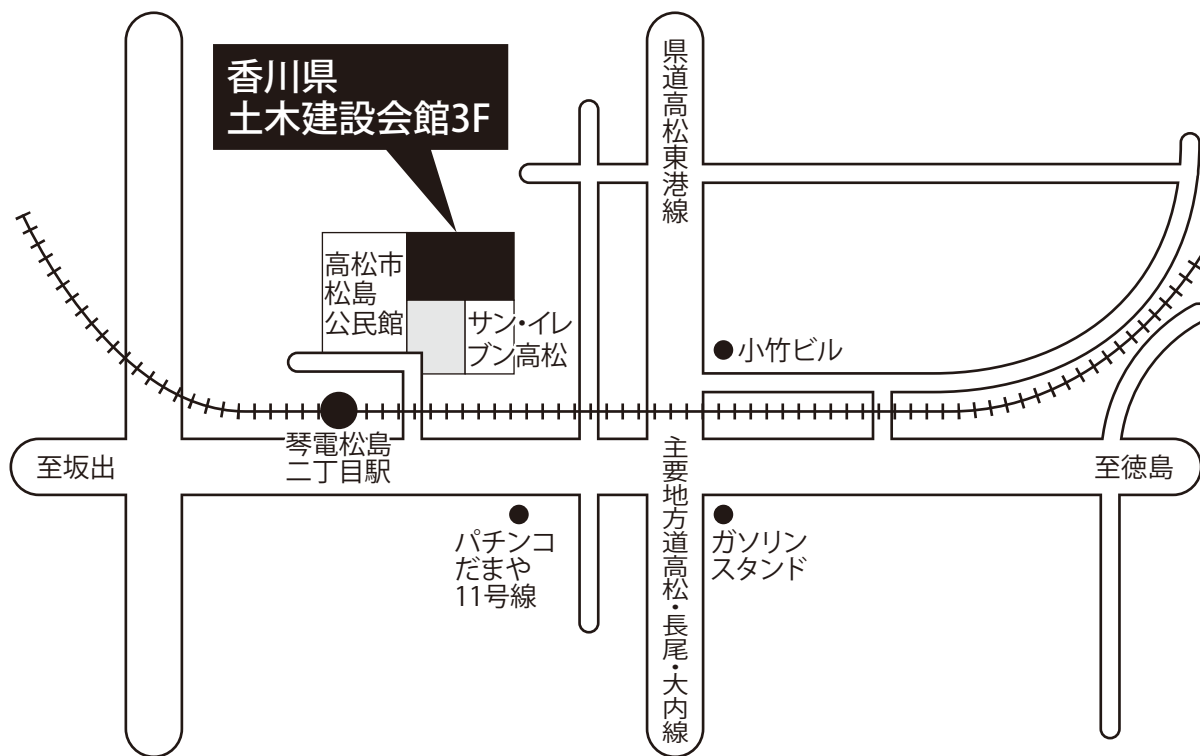 香川県
土木建設会館3F
県道高松東港線
高松市
松島
公民館
サン・イレ
ブン高松
小竹ビル
琴電松島
二丁目駅
至坂出
至徳島
主要地方道高松・長尾・大内線
パチンコ
だまや
11号線
ガソリン
スタンド